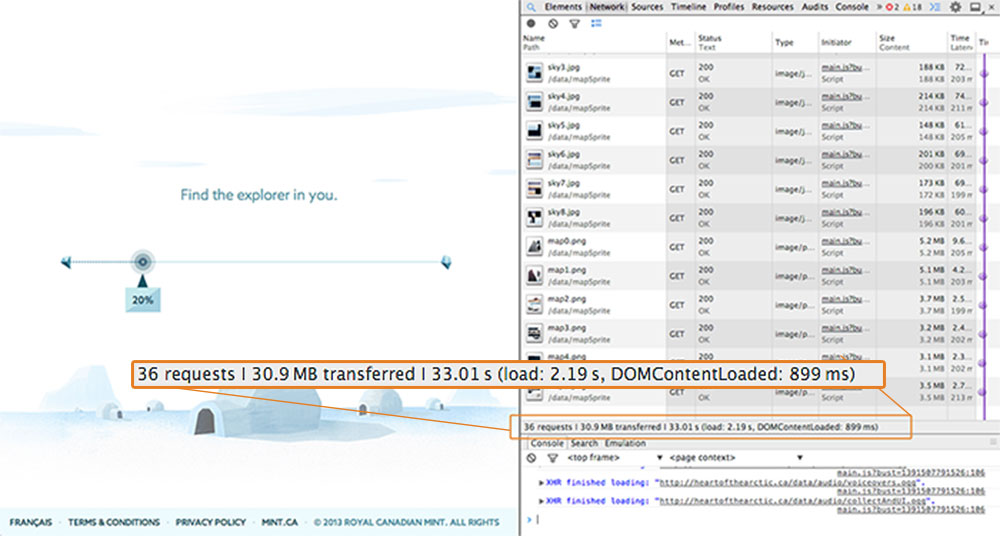 Find the explorer in you.
20%
FRANÇAIS · TERMS & CONDITIONS · PRIVACY POLICY · MINT.CA · © 2013 ROYAL CANADIAN MINT. ALL RIGHTS
36 requests | 30.9 MB transferred | 33.01 s (load: 2.19 s, DOMContentLoaded: 899 ms)
Elements Network Sources Timeline Profiles Resources Audits Console » 2 18
Name Met... Status Type Initiator Size Time
Path Text Content Laten
sky3.jpg GET 200 image/j... main.js?bu... 188 KB 72...
/data/mapSprite OK Script 188 KB 203 m
sky4.jpg GET 200 image/j... main.js?bu... 214 KB 74...
/data/mapSprite OK Script 214 KB 211 m
sky5.jpg GET 200 image/j... main.js?bu... 148 KB 61...
/data/mapSprite OK Script 148 KB 205 m
sky6.jpg GET 200 image/j... main.js?bu... 201 KB 69...
/data/mapSprite OK Script 200 KB
sky7.jpg GET 200 image/j... main.js?bu... 173 KB 69...
/data/mapSprite OK Script 172 KB 199 m
sky8.jpg GET 200 image/j... main.js?bu... 196 KB 60...
/data/mapSprite OK Script 196 KB 201 m
map0.png GET 200 image/p... main.js?bu... 5.2 MB 9.6...
/data/mapSprite OK Script 5.2 MB 205 m
map1.png GET 200 image/p... main.js?bu... 5.1 MB 4.2...
/data/mapSprite OK Script 5.1 MB 203 m
map2.png GET 200 image/p... main.js?bu... 3.7 MB 2.5...
/data/mapSprite OK Script 3.7 MB 199 m
map3.png GET 200 image/p... main.js?bu... 3.2 MB 2.4...
/data/mapSprite OK Script 3.2 MB 202 m
map4.png 200 main.js?bu... 3.1 MB 2.3...
3.1 MB 202 m
3.5 MB 2.7...
/data/mapSprite OK Script 3.5 MB 213 m
36 requests | 30.9 MB transferred | 33.01 s (load: 2.19 s, DOMContentLoaded: 899 ms)
Console Search Emulation
<top frame> ▼ <page context> ▼
main.js?bust=1391507791526:106
XHR finished loading: "http://heartofthearctic.ca/data/audio/voiceovers.ogg".
main.js?bust=1391507791526:106
XHR finished loading: "http://heartofthearctic.ca/data/audio/collectAndUI.ogg".
main.js?bust=1391507791526:106
>